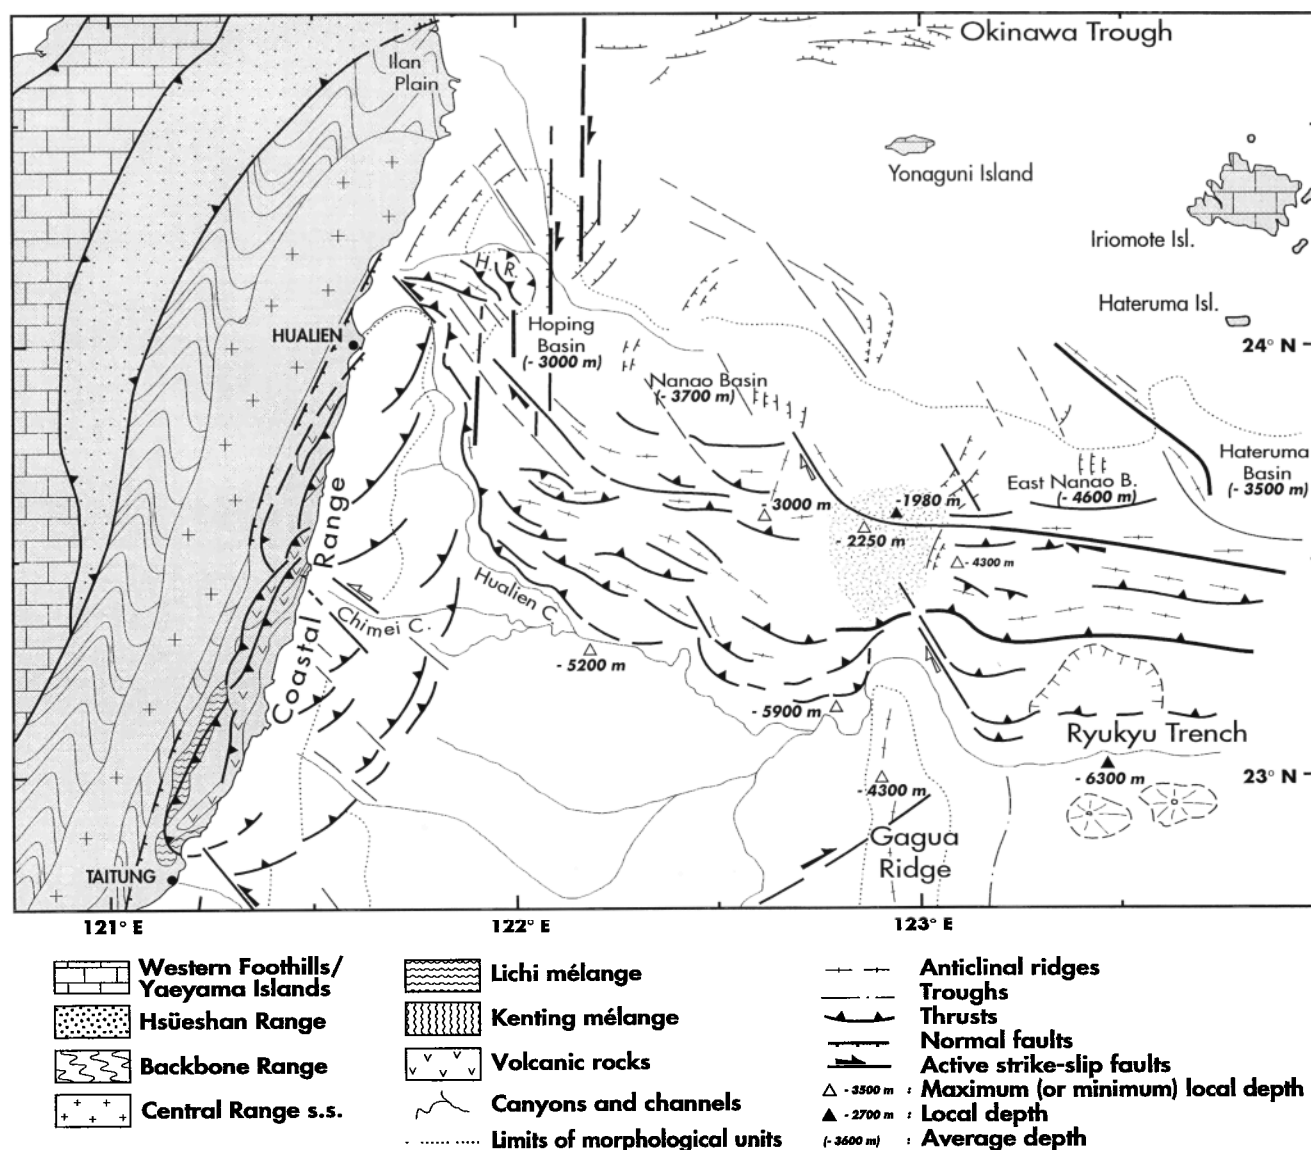 Okinawa Trough
Ilan
Plain
Yonaguni Island
Iriomote Isl.
Hateruma Isl.
H. R.
HUALIEN
Hoping
Basin
(- 3000 m)
24° N
Nanao Basin
(- 3700 m)
Hateruma
Basin
(- 3500 m)
East Nanao B.
(- 4600 m)
- 1980 m
- 3000 m
- 2250 m
- 4300 m
Coastal Range
Hualien C.
Chimei C.
- 5200 m
- 5900 m
Ryukyu Trench
- 6300 m
23° N
- 4300 m
Gagua
Ridge
TAITUNG
121° E
122° E
123° E
Western Foothills/
Yaeyama Islands
Hsüeshan Range
Backbone Range
Central Range s.s.
Lichi mélange
Kenting mélange
Volcanic rocks
Canyons and channels
Limits of morphological units
Anticlinal ridges
Troughs
Thrusts
Normal faults
Active strike-slip faults
- 3500 m : Maximum (or minimum) local depth
- 2700 m : Local depth
(- 3600 m) : Average depth